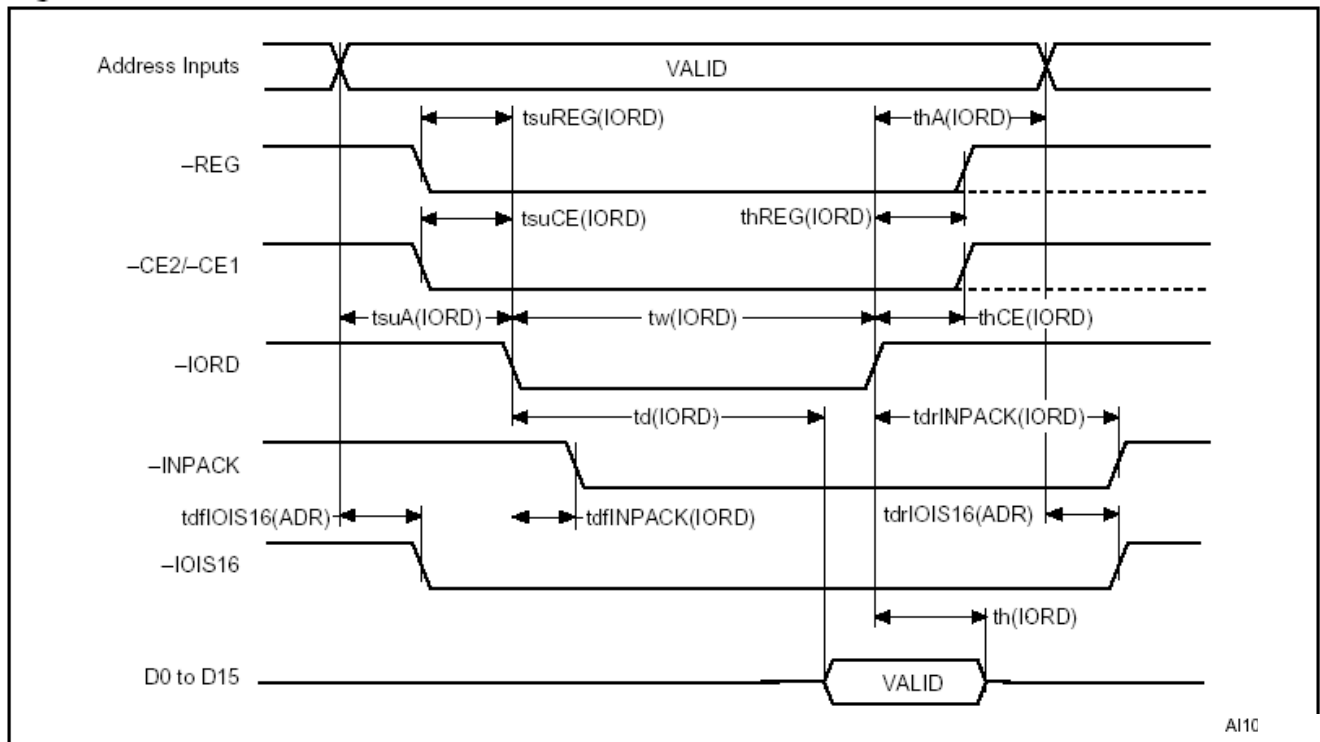 Address Inputs
VALID
tsuREG(IORD)
thA(IORD)
–REG
tsuCE(IORD)
thREG(IORD)
–CE2/–CE1
tsuA(IORD)
tw(IORD)
thCE(IORD)
–IORD
td(IORD)
tdrINPACK(IORD)
–INPACK
tdfIOIS16(ADR)
tdfINPACK(IORD)
tdrIOIS16(ADR)
–IOIS16
th(IORD)
D0 to D15
VALID
AI10